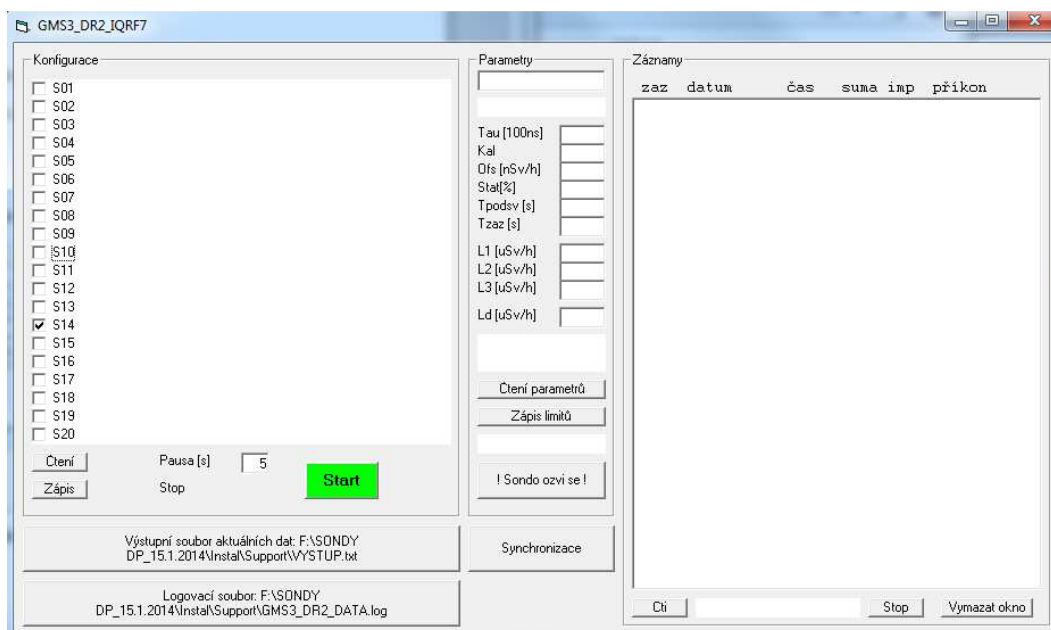 GMS3_DR2_IQRF7
Konfigurace
S01
S02
S03
S04
S05
S06
S07
S08
S09
S10
S11
S12
S13
S14
S15
S16
S17
S18
S19
S20
Čtení
Pausa [s]
5
Start
Zápis
Stop
Výstupní soubor aktuálních dat: F:\SONDY
DP_15.1.2014\Instal\Support\VYSTUP.txt
Logovací soubor: F:\SONDY
DP_15.1.2014\Instal\Support\GMS3_DR2_DATA.log
Parametry
Tau [100ns]
Kal
Ofs [nSv/h]
Stat[%]
Tpodsv [s]
Tzaz [s]
L1 [uSv/h]
L2 [uSv/h]
L3 [uSv/h]
Ld [uSv/h]
Čtení parametrů
Zápis limitů
! Sondo ozvi se !
Synchronizace
Záznamy
zaz datum čas suma imp příkon
Cti
Stop
Vymazat okno